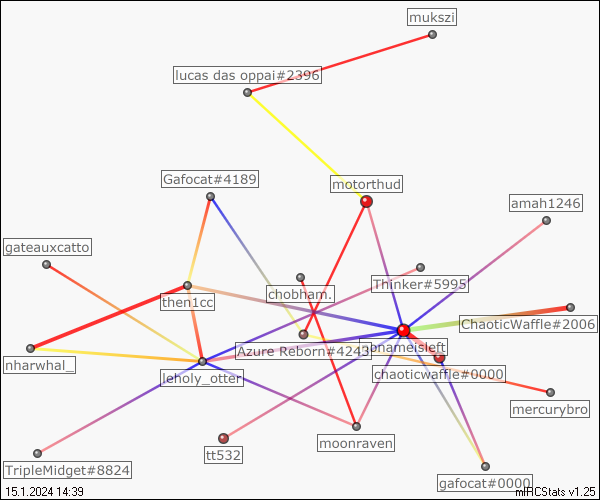 mukszi
lucas das oppai#2396
Gafocat#4189
motorthud
amah1246
gateauxcatto
Thinker#5995
chobham.
then1cc
ChaoticWaffle#2006
nonameisleft
Azure Reborn#4243
nharwhal_
leholy_otter
chaoticwaffle#0000
mercurybro
moonraven
tt532
TripleMidget#8824
gafocat#0000
15.1.2024 14:39
mIRCStats v1.25